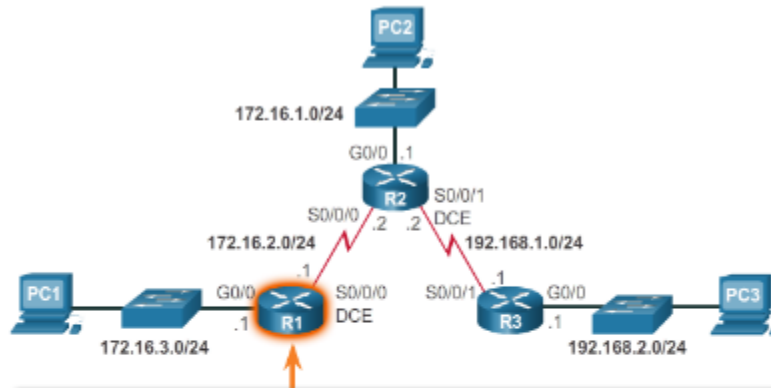 PC2
172.16.1.0/24
G0/0 .1
R2
S0/0/1
DCE
S0/0/0 .2 .2
172.16.2.0/24
192.168.1.0/24
PC1
G0/0
.1
.1
R1
S0/0/0
DCE
172.16.3.0/24
.1
S0/0/1
R3
G0/0
.1
PC3
192.168.2.0/24